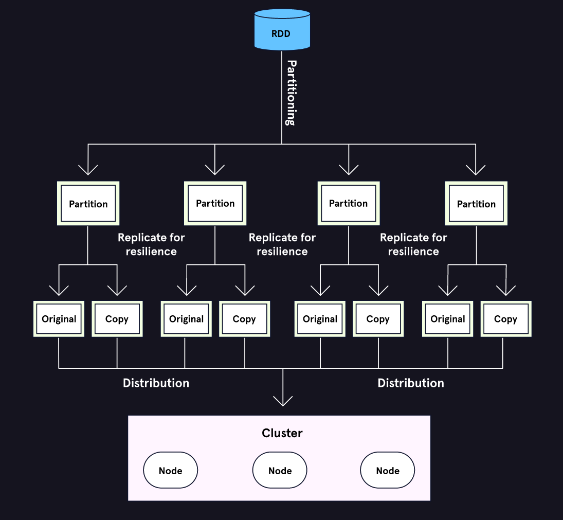 RDD
Partitioning
Partition
Partition
Partition
Partition
Replicate for
resilience
Replicate for
resilience
Replicate for
resilience
Original
Copy
Original
Copy
Original
Copy
Original
Copy
Distribution
Distribution
Cluster
Node
Node
Node